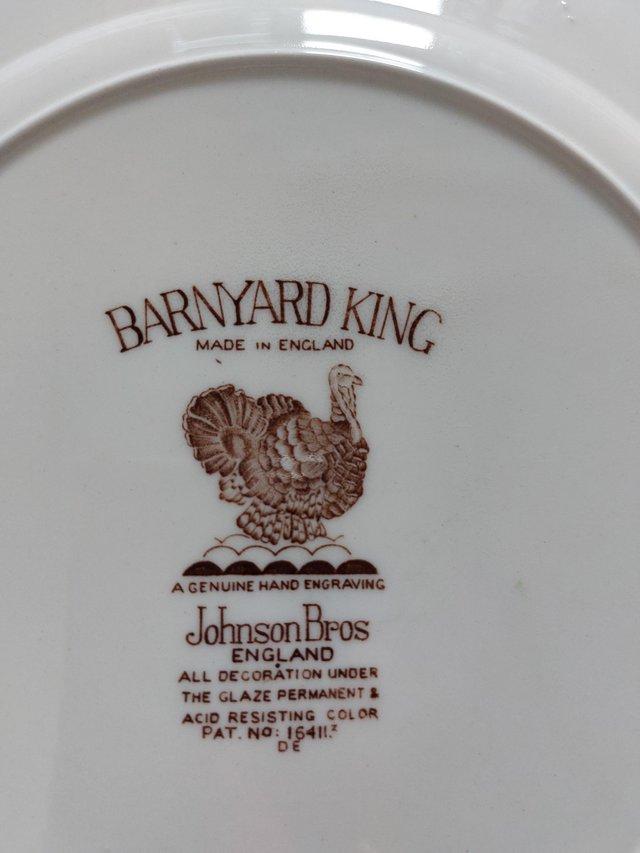 BARNYARD KING
MADE IN ENGLAND
A GENUINE HAND ENGRAVING
Johnson Bros
ENGLAND
ALL DECORATION UNDER
THE GLAZE PERMANENT &
ACID RESISTING COLOR
PAT. NO: 16411.²
DE